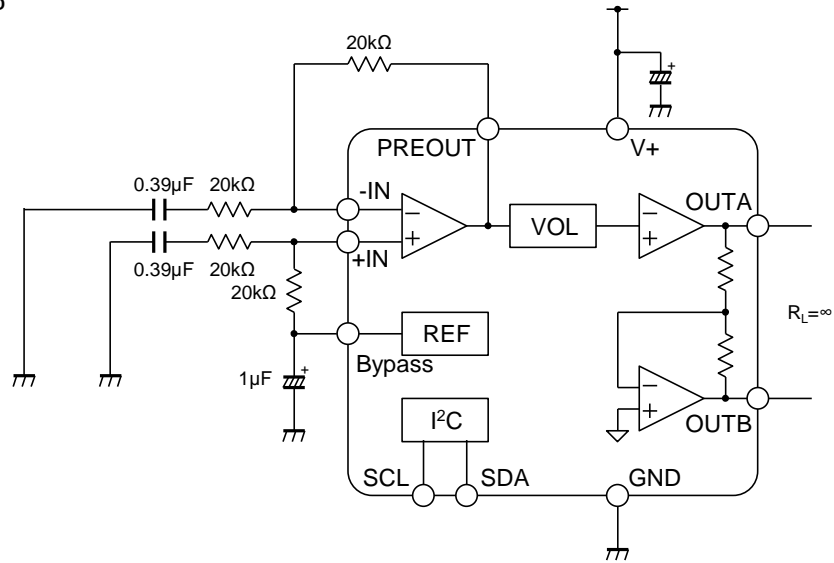 20kΩ
+
PREOUT
V+
0.39µF 20kΩ
-IN
−
+
VOL
−
+
OUTA
+IN
0.39µF 20kΩ
20kΩ
REF
R_L=∞
Bypass
1µF
+
−
+
I²C
OUTB
SCL SDA GND